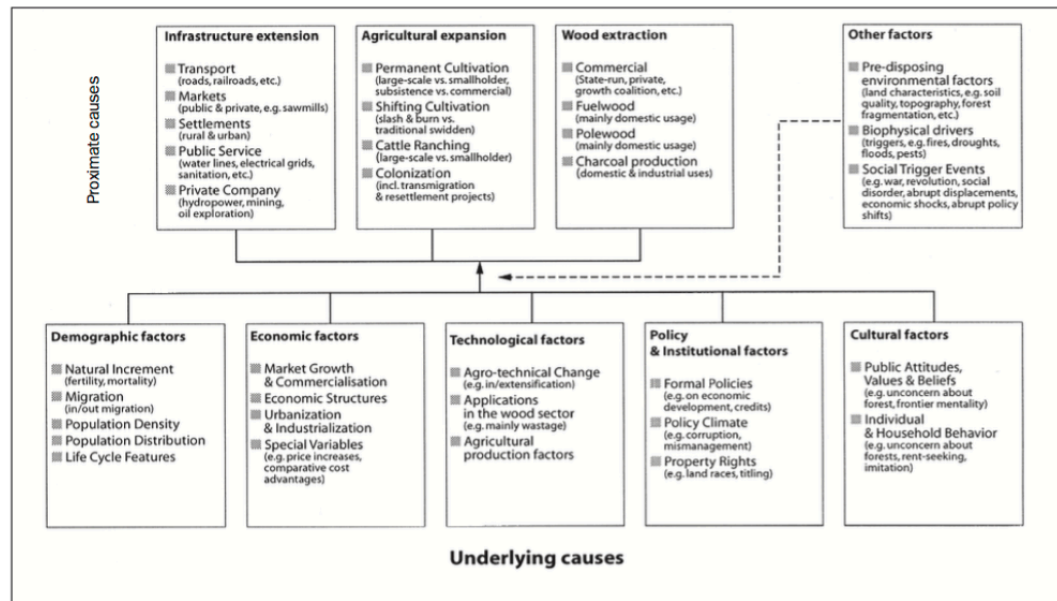 Proximate causes
Infrastructure extension
Transport
(roads, railroads, etc.)
Markets
(public & private, e.g. sawmills)
Settlements
(rural & urban)
Public Service
(water lines, electrical grids,
sanitation, etc.)
Private Company
(hydropower, mining,
oil exploration)
Agricultural expansion
Permanent Cultivation
(large-scale vs. smallholder,
subsistence vs. commercial)
Shifting Cultivation
(slash & burn vs.
traditional swidden)
Cattle Ranching
(large-scale vs. smallholder)
Colonization
(incl. transmigration
& resettlement projects)
Wood extraction
Commercial
(State-run, private,
growth coalition, etc.)
Fuelwood
(mainly domestic usage)
Polewood
(mainly domestic usage)
Charcoal production
(domestic & industrial uses)
Other factors
Pre-disposing
environmental factors
(land characteristics, e.g. soil
quality, topography, forest
fragmentation, etc.)
Biophysical drivers
(triggers, e.g. fires, droughts,
floods, pests)
Social Trigger Events
(e.g. war, revolution, social
disorder, abrupt displacements,
economic shocks, abrupt policy
shifts)
Demographic factors
Natural Increment
(fertility, mortality)
Migration
(in/out migration)
Population Density
Population Distribution
Life Cycle Features
Economic factors
Market Growth
& Commercialisation
Economic Structures
Urbanization
& Industrialization
Special Variables
(e.g. price increases,
comparative cost
advantages)
Technological factors
Agro-technical Change
(e.g. in/extensification)
Applications
in the wood sector
(e.g. mainly wastage)
Agricultural
production factors
Policy
& Institutional factors
Formal Policies
(e.g. on economic
development, credits)
Policy Climate
(e.g. corruption,
mismanagement)
Property Rights
(e.g. land races, titling)
Cultural factors
Public Attitudes,
Values & Beliefs
(e.g. unconcern about
forest, frontier mentality)
Individual
& Household Behavior
(e.g. unconcern about
forests, rent-seeking,
imitation)
Underlying causes